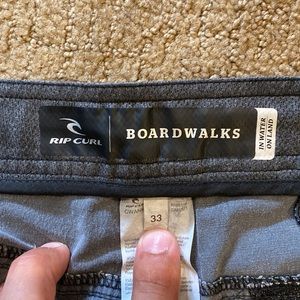 RIP CURL
BOARDWALKS
IN WATER
ON LAND
33